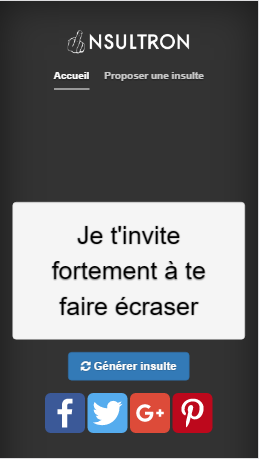 NSULTRON
Accueil Proposer une insulte
Je t'invite
fortement à te
faire écraser
Générer insulte
f G+